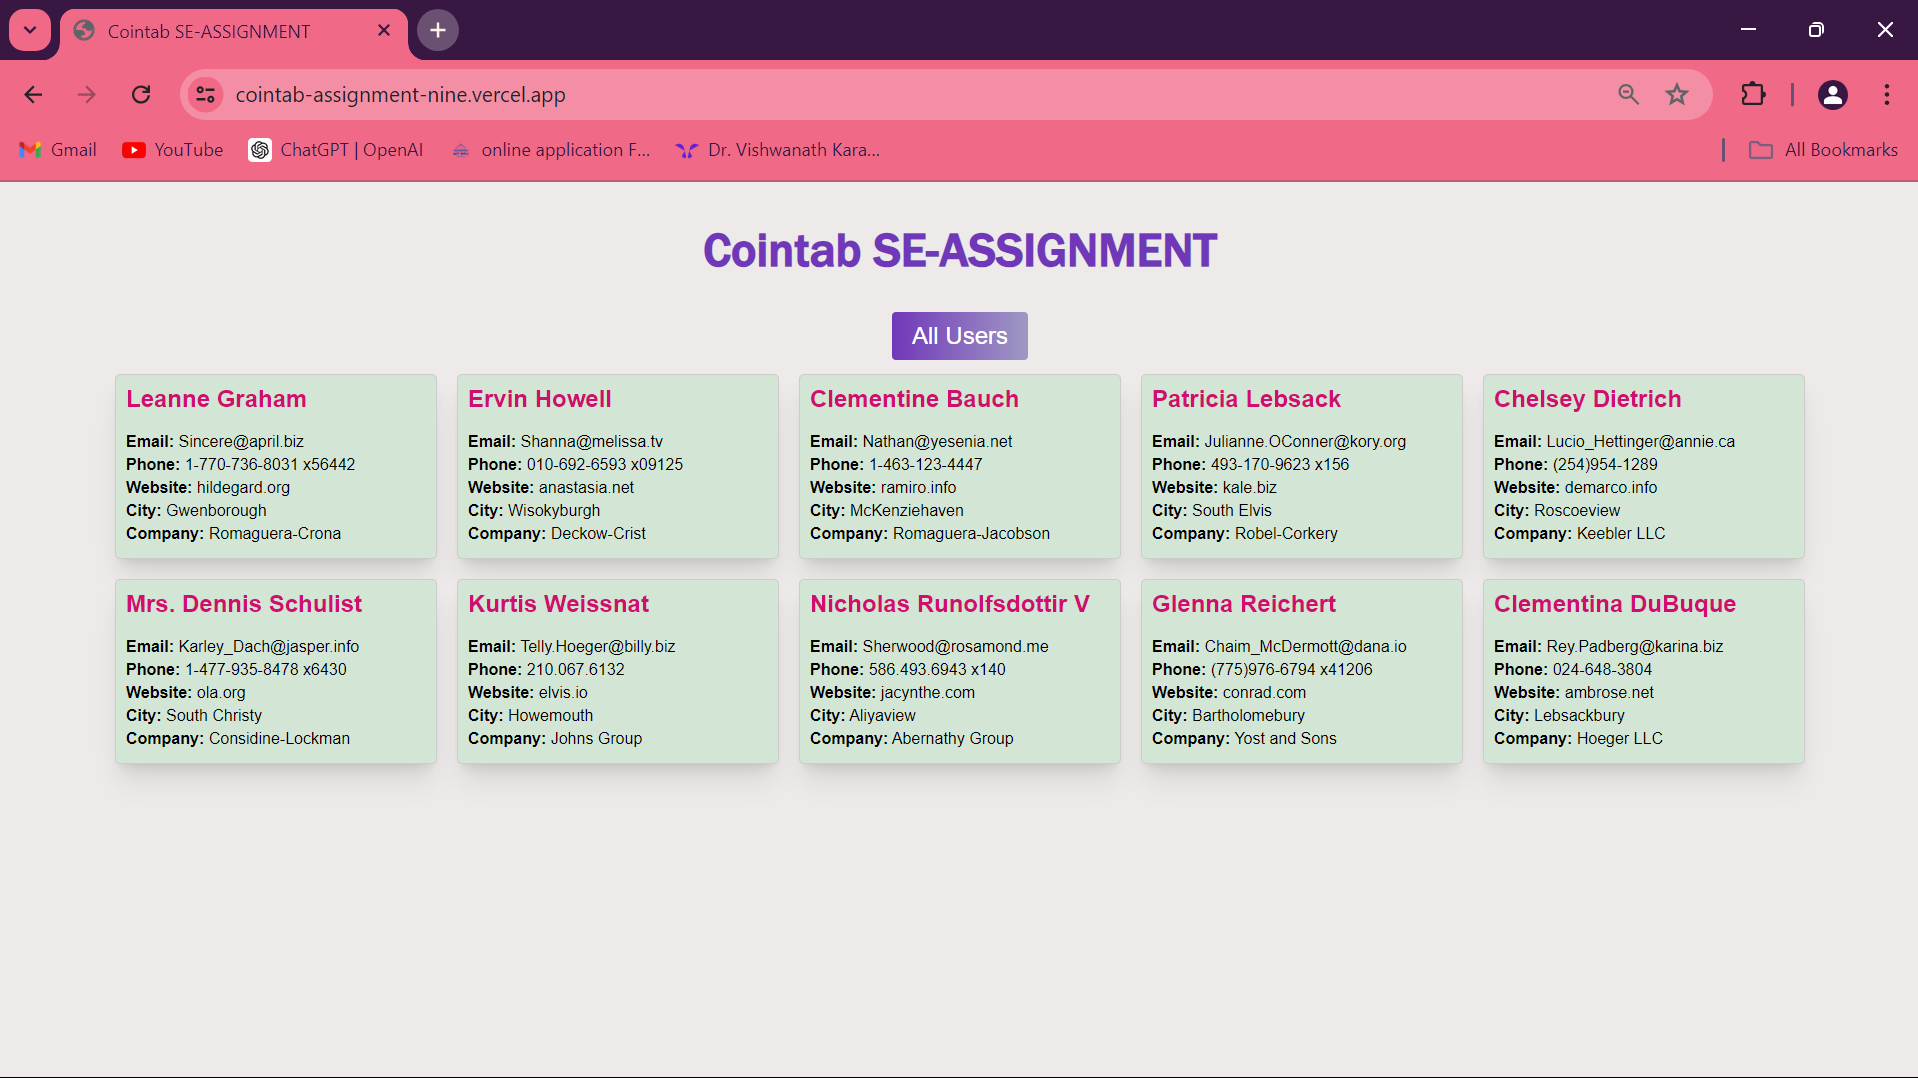 Cointab SE-ASSIGNMENT
cointab-assignment-nine.vercel.app
Gmail
YouTube
ChatGPT | OpenAI
online application F...
Dr. Vishwanath Kara...
All Bookmarks
Cointab SE-ASSIGNMENT
All Users
Leanne Graham
Email: Sincere@april.biz
Phone: 1-770-736-8031 x56442
Website: hildegard.org
City: Gwenborough
Company: Romaguera-Crona
Ervin Howell
Email: Shanna@melissa.tv
Phone: 010-692-6593 x09125
Website: anastasia.net
City: Wisokyburgh
Company: Deckow-Crist
Clementine Bauch
Email: Nathan@yesenia.net
Phone: 1-463-123-4447
Website: ramiro.info
City: McKenziehaven
Company: Romaguera-Jacobson
Patricia Lebsack
Email: Julianne.OConner@kory.org
Phone: 493-170-9623 x156
Website: kale.biz
City: South Elvis
Company: Robel-Corkery
Chelsey Dietrich
Email: Lucio_Hettinger@annie.ca
Phone: (254)954-1289
Website: demarco.info
City: Roscoeview
Company: Keebler LLC
Mrs. Dennis Schulist
Email: Karley_Dach@jasper.info
Phone: 1-477-935-8478 x6430
Website: ola.org
City: South Christy
Company: Considine-Lockman
Kurtis Weissnat
Email: Telly.Hoeger@billy.biz
Phone: 210.067.6132
Website: elvis.io
City: Howemouth
Company: Johns Group
Nicholas Runolfsdottir V
Email: Sherwood@rosamond.me
Phone: 586.493.6943 x140
Website: jacynthe.com
City: Aliyaview
Company: Abernathy Group
Glenna Reichert
Email: Chaim_McDermott@dana.io
Phone: (775)976-6794 x41206
Website: conrad.com
City: Bartholomebury
Company: Yost and Sons
Clementina DuBuque
Email: Rey.Padberg@karina.biz
Phone: 024-648-3804
Website: ambrose.net
City: Lebsackbury
Company: Hoeger LLC